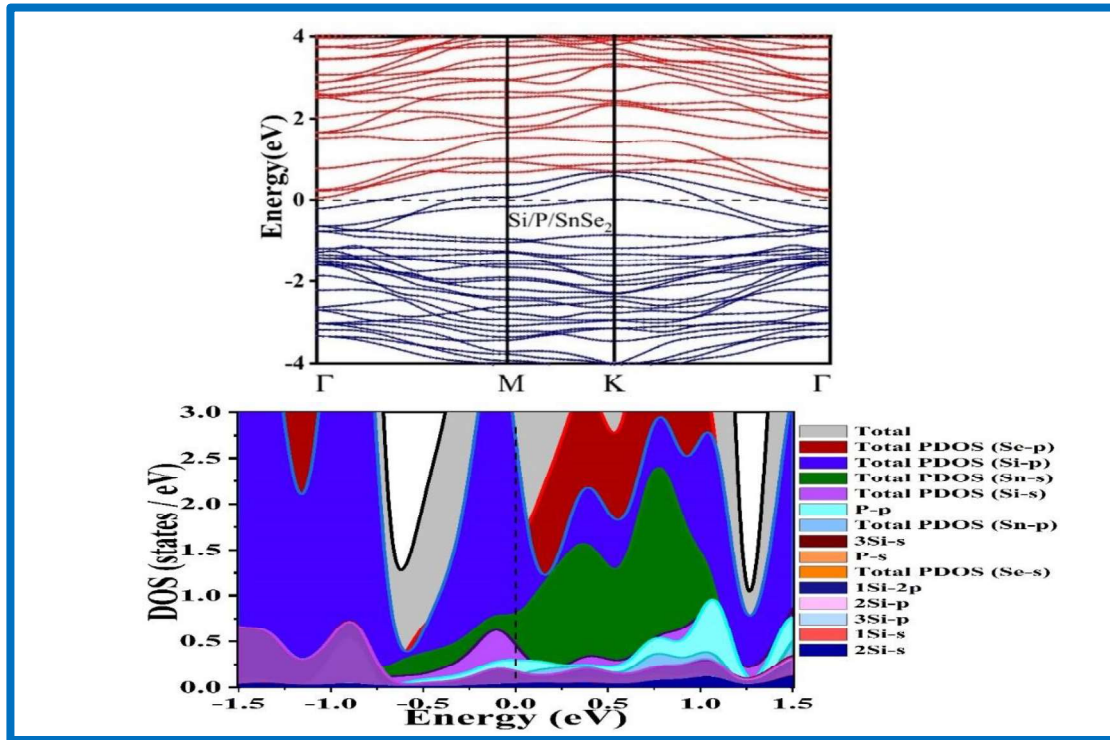 4
2
0
-2
-4
Energy(eV)
Si/P/SnSe₂
Γ M K Γ
3.0
2.5
2.0
1.5
1.0
0.5
0.0
DOS (states / eV)
-1.5 -1.0 -0.5 0.0 0.5 1.0 1.5
Energy (eV)
Total
Total PDOS (Se-p)
Total PDOS (Si-p)
Total PDOS (Sn-s)
Total PDOS (Si-s)
P-p
Total PDOS (Sn-p)
3Si-s
P-s
Total PDOS (Se-s)
1Si-2p
2Si-p
3Si-p
1Si-s
2Si-s